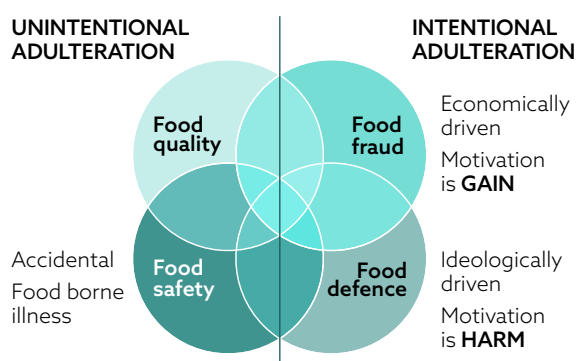 UNINTENTIONAL
ADULTERATION
INTENTIONAL
ADULTERATION
Food
quality
Food
fraud
Economically
driven
Motivation
is GAIN
Accidental
Food borne
illness
Food
safety
Food
defence
Ideologically
driven
Motivation
is HARM